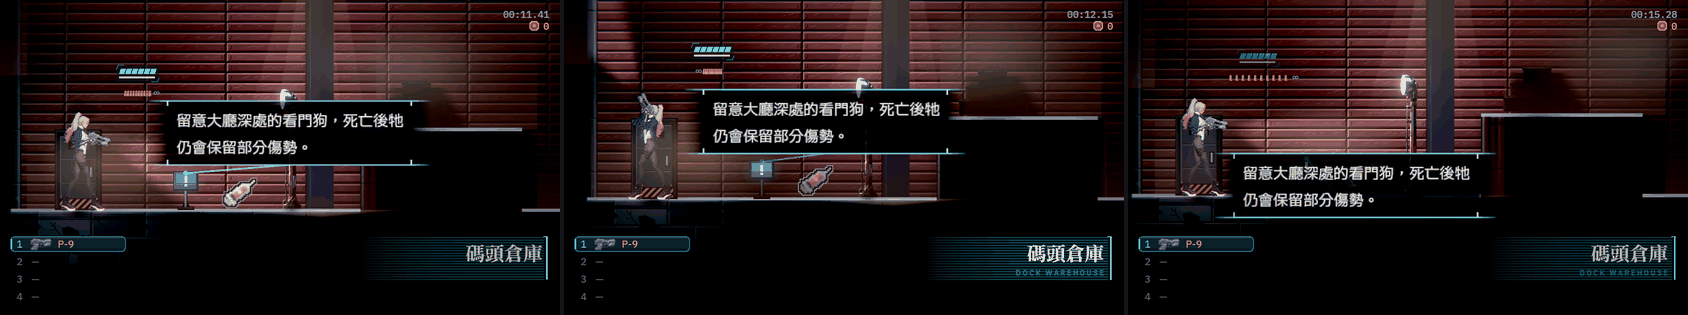 00:11.41
0
留意大廳深處的看門狗，死亡後牠
仍會保留部分傷勢。
1 P-9
2 —
3 —
4 —
碼頭倉庫
00:12.15
0
留意大廳深處的看門狗，死亡後牠
仍會保留部分傷勢。
1 P-9
2 —
3 —
4 —
碼頭倉庫
DOCK WAREHOUSE
00:15.28
0
留意大廳深處的看門狗，死亡後牠
仍會保留部分傷勢。
1 P-9
2 —
3 —
4 —
碼頭倉庫
DOCK WAREHOUSE